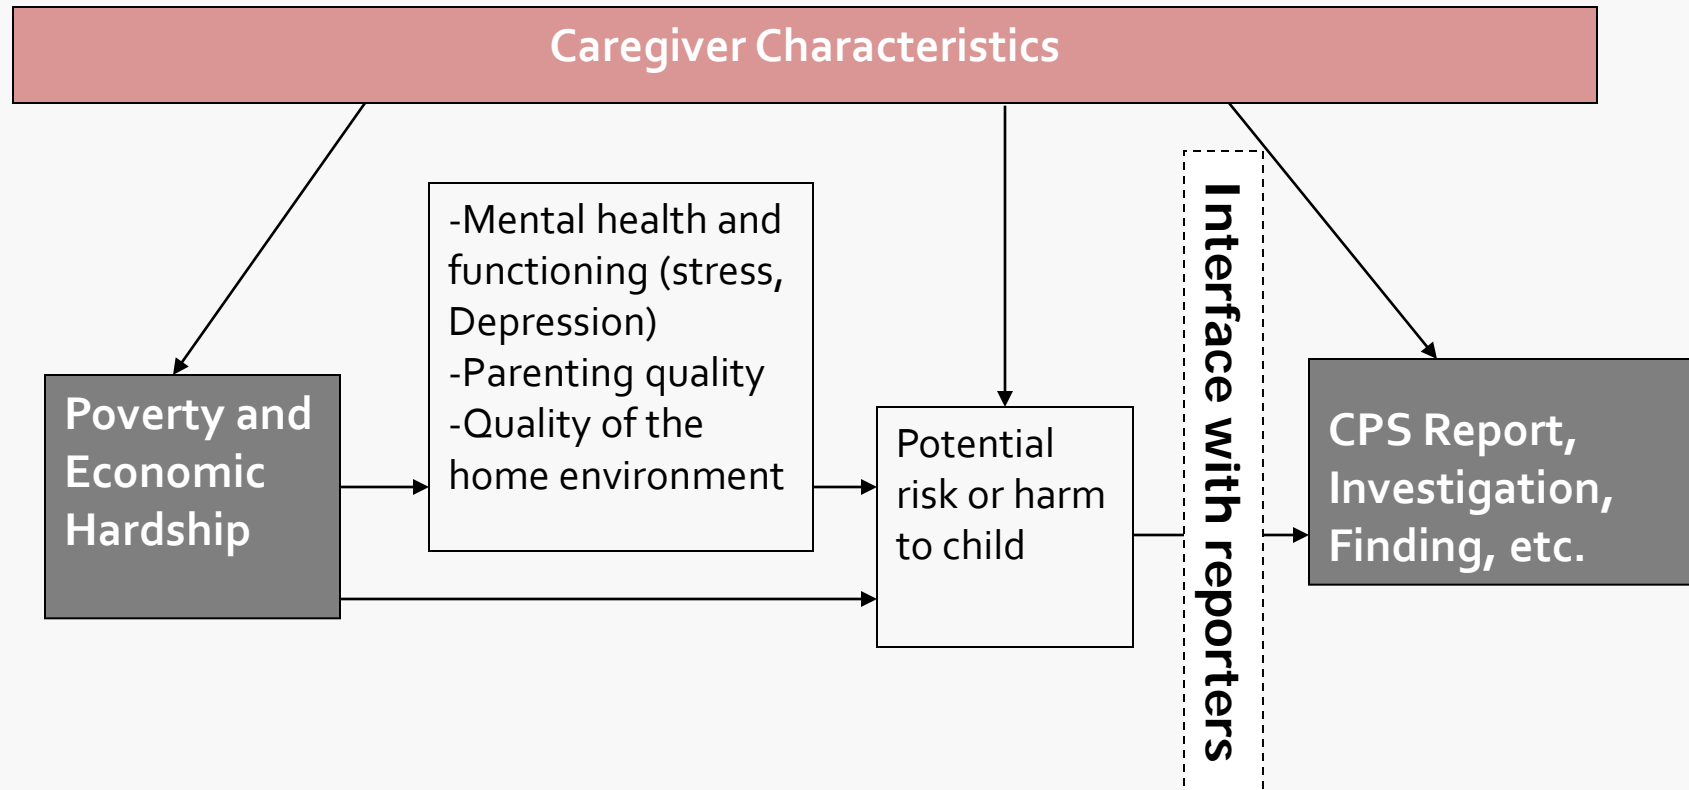 Caregiver Characteristics
-Mental health and
functioning (stress,
Depression)
-Parenting quality
-Quality of the
home environment
Poverty and
Economic
Hardship
Potential
risk or harm
to child
Interface with reporters
CPS Report,
Investigation,
Finding, etc.